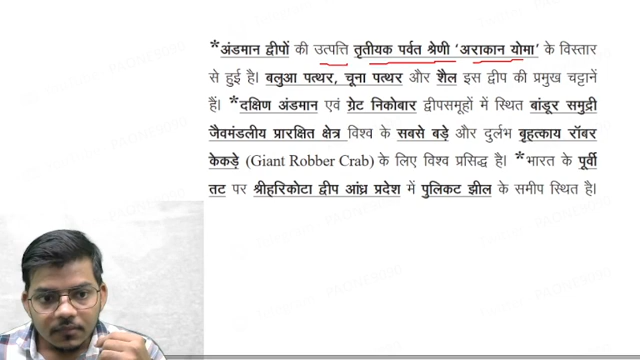 *अंडमान द्वीपों की उत्पत्ति तृतीयक पर्वत श्रेणी ‘अराकान योमा’ के विस्तार
से हुई है। बलुआ पत्थर, चूना पत्थर और शैल इस द्वीप की प्रमुख चट्टानें
हैं। *दक्षिण अंडमान एवं ग्रेट निकोबार द्वीपसमूहों में स्थित बांडूर समुद्री
जैवमंडलीय प्रारक्षित क्षेत्र विश्व के सबसे बड़े और दुर्लभ बृहत्काय रॉबर
केकड़े (Giant Robber Crab) के लिए विश्व प्रसिद्ध है। *भारत के पूर्वी
तट पर श्रीहरिकोटा द्वीप आंध्र प्रदेश में पुलिकट झील के समीप स्थित है।